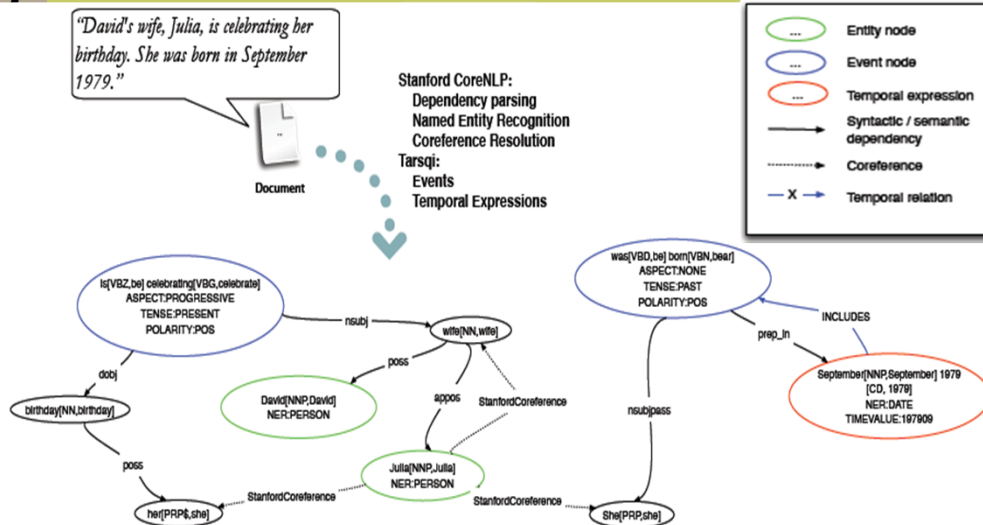 “David's wife, Julia, is celebrating her
birthday. She was born in September
1979.”
Document
Stanford CoreNLP:
Dependency parsing
Named Entity Recognition
Coreference Resolution
Tarsqi:
Events
Temporal Expressions
...
Entity node
...
Event node
...
Temporal expression
Syntactic / semantic
dependency
Coreference
X
Temporal relation
is[VBZ,be] celebrating[VBG,celebrate]
ASPECT:PROGRESSIVE
TENSE:PRESENT
POLARITY:POS
nsubj
wife[NN,wife]
dobj
birthday[NN,birthday]
poss
David[NNP,David]
NER:PERSON
appos
StanfordCoreference
poss
Julia[NNP,Julia]
NER:PERSON
StanfordCoreference
her[PRP$,she]
StanfordCoreference
She[PRP,she]
was[VBD,be] born[VBN,bear]
ASPECT:NONE
TENSE:PAST
POLARITY:POS
nsubjpass
prep_in
INCLUDES
September[NNP,September] 1979
[CD, 1979]
NER:DATE
TIMEVALUE:197909